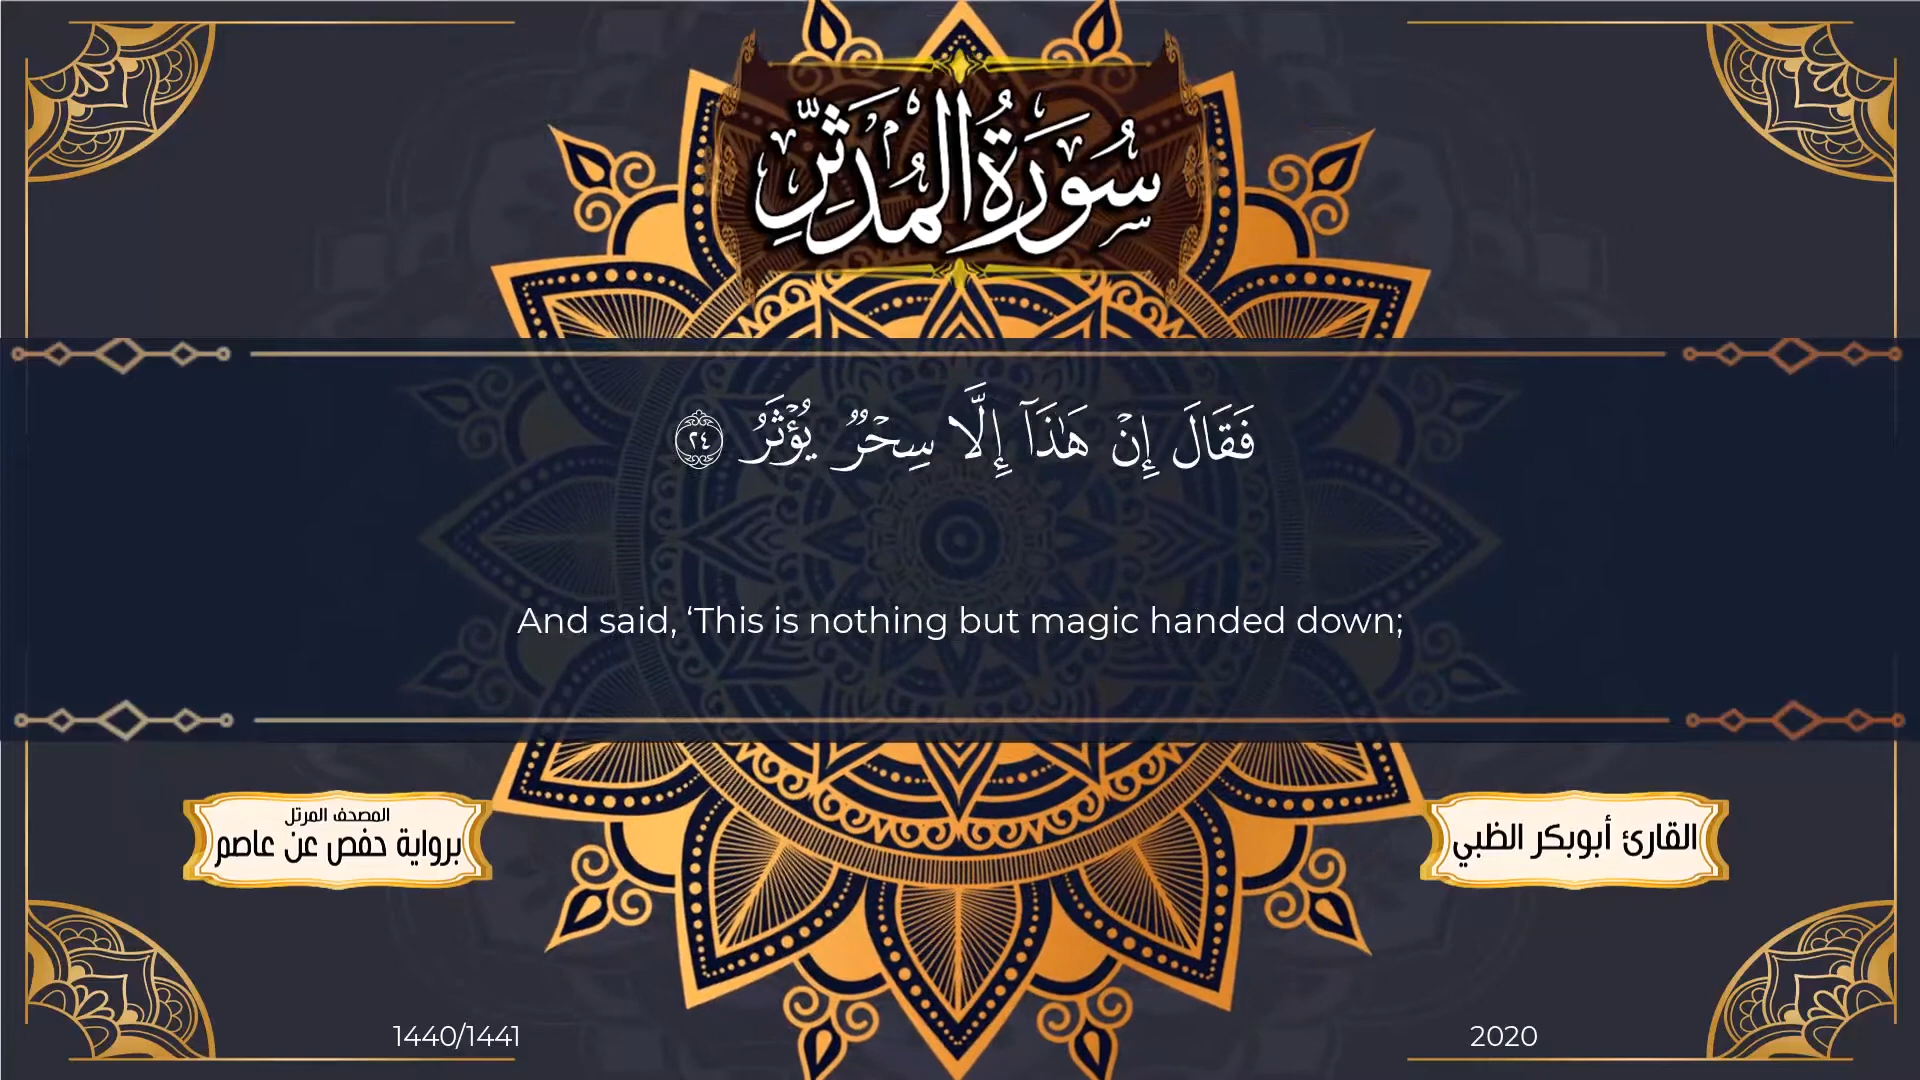 سُورَةُ الْمُدَّثِّرِ
فَقَالَ إِنْ هَٰذَآ إِلَّا سِحْرٌ يُؤْثَرُ ٢٤
And said, ‘This is nothing but magic handed down;
المصحف المرتل
برواية حفص عن عاصم
القارئ أبوبكر الظبي
1440/1441
2020